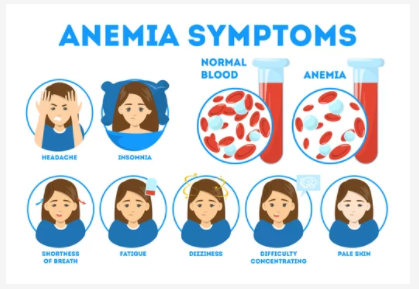 ANEMIA SYMPTOMS
NORMAL
BLOOD
ANEMIA
HEADACHE
INSOMNIA
SHORTNESS
OF BREATH
FATIGUE
DIZZINESS
DIFFICULTY
CONCENTRATING
PALE SKIN